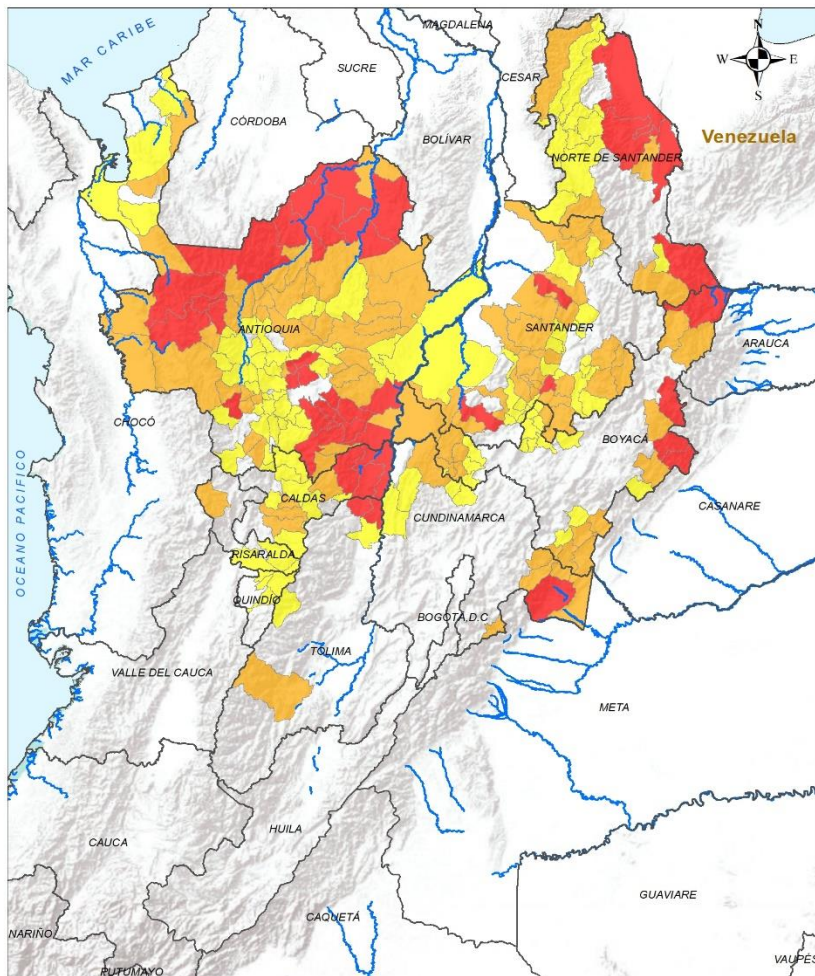 MAGDALENA
N
W E
S
MAR CARIBE
SUCRE
CESAR
CÓRDOBA
BOLÍVAR
Venezuela
NORTE DE SANTANDER
ANTIOQUIA
SANTANDER
ARAUCA
CHOCÓ
BOYACÁ
OCEANO PACIFICO
CALDAS
CASANARE
CUNDINAMARCA
RISARALDA
QUINDÍO
BOGOTÁ, D.C
TOLIMA
VALLE DEL CAUCA
META
HUILA
CAUCA
GUAVIARE
CAQUETÁ
NARIÑO
VAUPÉS
PUTUMAYO